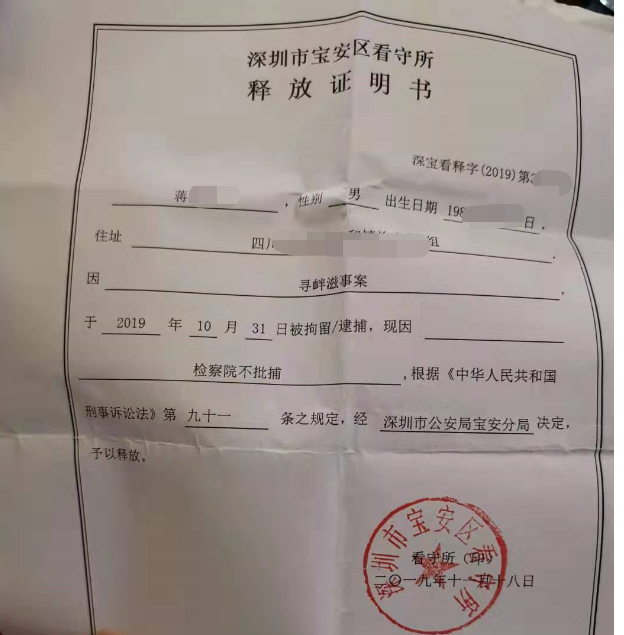 深圳市宝安区看守所
释放证明书
深宝看释字(2019)第
蒋 ，性别 男 出生日期 198 日，
住址 四川 组，
因 寻衅滋事案，
于 2019 年 10 月 31 日被拘留/逮捕，现因
检察院不批捕，根据《中华人民共和国
刑事诉讼法》第 九十一 条之规定，经 深圳市公安局宝安分局 决定，
予以释放。
深圳市宝安区看守所
看守所（印）
二〇一九年十一月十八日